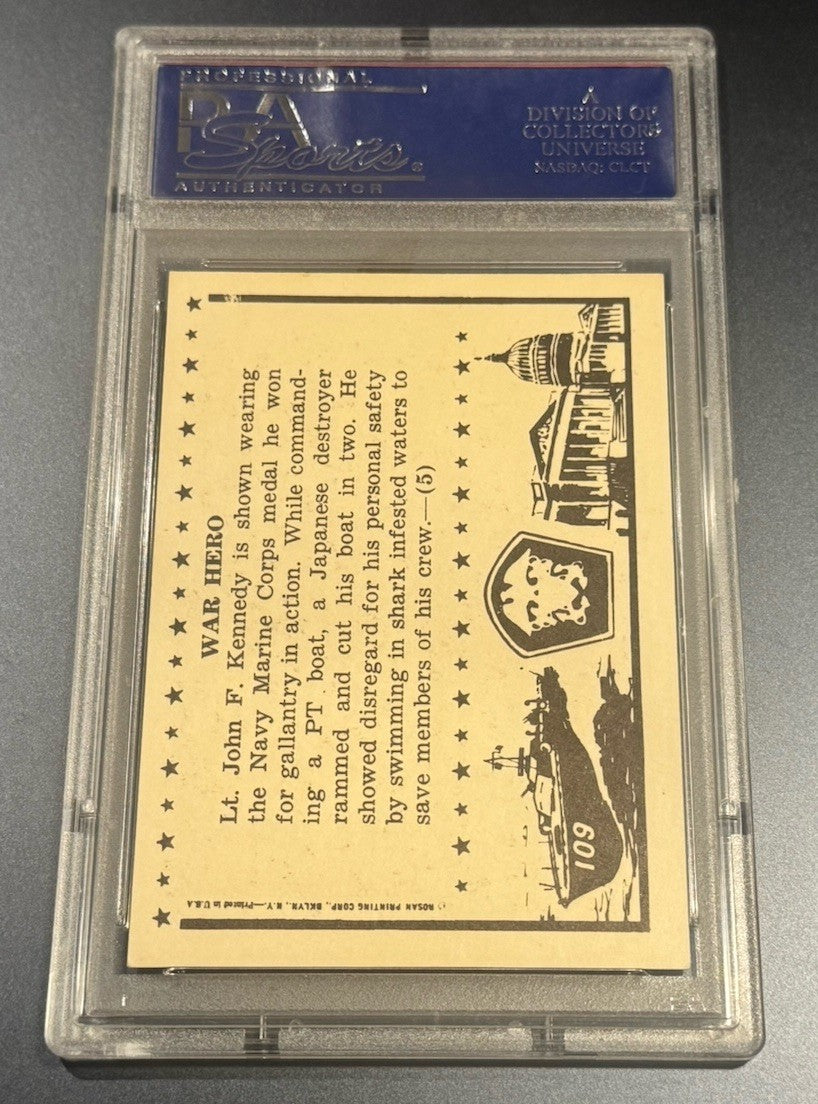 PROFESSIONAL
PSA
Sports®
AUTHENTICATOR
A
DIVISION OF
COLLECTORS
UNIVERSE
NASDAQ: CLCT
WAR HERO
Lt. John F. Kennedy is shown wearing
the Navy Marine Corps medal he won
for gallantry in action. While command-
ing a PT boat, a Japanese destroyer
rammed and cut his boat in two. He
showed disregard for his personal safety
by swimming in shark infested waters to
save members of his crew.—(5)
109
© ROSAN PRINTING CORP., BKLYN., N.Y.—Printed in U.S.A